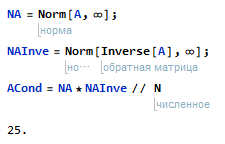 NA = Norm[A, ∞];
норма
NAInve = Norm[Inverse[A], ∞];
но⋯ обратная матрица
ACond = NA * NAInve // N
численное
25.